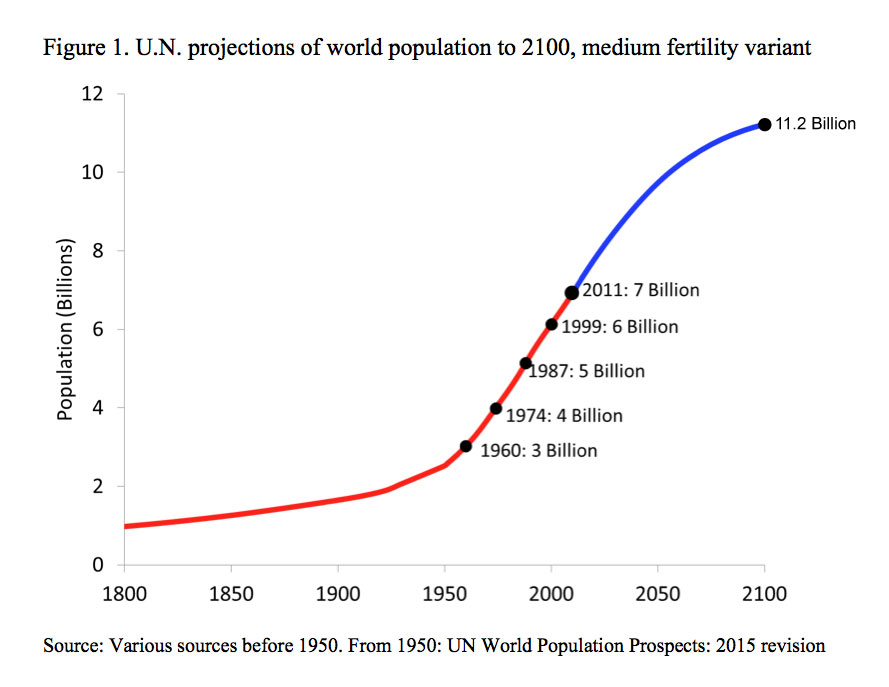 Figure 1. U.N. projections of world population to 2100, medium fertility variant
12
11.2 Billion
10
8
Population (Billions)
2011: 7 Billion
6
1999: 6 Billion
1987: 5 Billion
4
1974: 4 Billion
1960: 3 Billion
2
0
1800 1850 1900 1950 2000 2050 2100
Source: Various sources before 1950. From 1950: UN World Population Prospects: 2015 revision